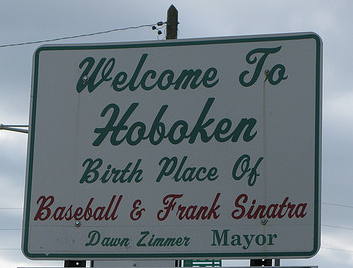 Welcome To
Hoboken
Birth Place Of
Baseball & Frank Sinatra
Dawn Zimmer Mayor